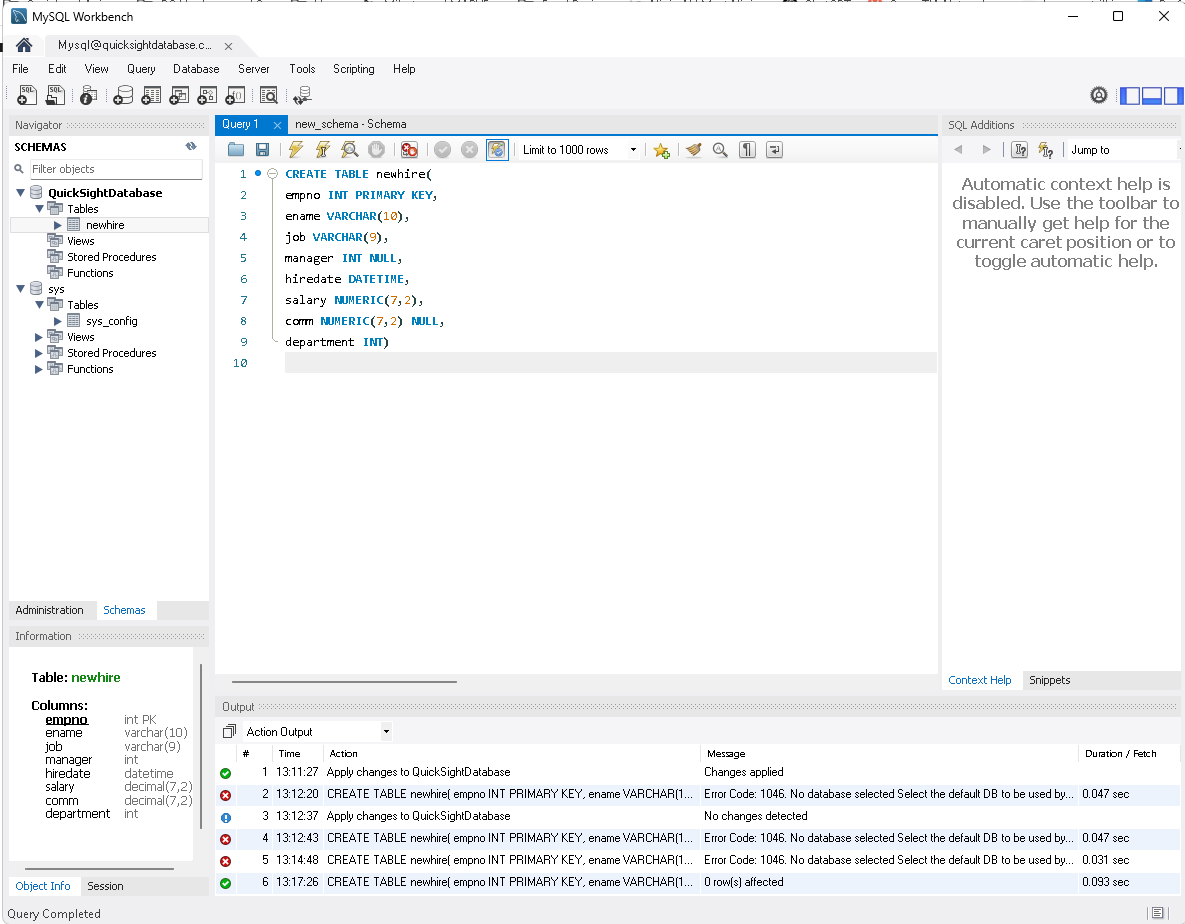 MySQL Workbench
Mysql@quicksightdatabase.c...
File Edit View Query Database Server Tools Scripting Help
Navigator
SCHEMAS
Filter objects
QuickSightDatabase
Tables
newhire
Views
Stored Procedures
Functions
sys
Tables
sys_config
Views
Stored Procedures
Functions
Administration Schemas
Information
Table: newhire
Columns:
empno int PK
ename varchar(10)
job varchar(9)
manager int
hiredate datetime
salary decimal(7,2)
comm decimal(7,2)
department int
Object Info Session
Query 1 new_schema - Schema
Limit to 1000 rows
1 CREATE TABLE newhire(
2 empno INT PRIMARY KEY,
3 ename VARCHAR(10),
4 job VARCHAR(9),
5 manager INT NULL,
6 hiredate DATETIME,
7 salary NUMERIC(7,2),
8 comm NUMERIC(7,2) NULL,
9 department INT)
10
SQL Additions
Jump to
Automatic context help is
disabled. Use the toolbar to
manually get help for the
current caret position or to
toggle automatic help.
Context Help Snippets
Output
Action Output
# Time Action Message Duration / Fetch
1 13:11:27 Apply changes to QuickSightDatabase Changes applied
2 13:12:20 CREATE TABLE newhire( empno INT PRIMARY KEY, ename VARCHAR(1... Error Code: 1046. No database selected Select the default DB to be used by... 0.047 sec
3 13:12:37 Apply changes to QuickSightDatabase No changes detected
4 13:12:43 CREATE TABLE newhire( empno INT PRIMARY KEY, ename VARCHAR(1... Error Code: 1046. No database selected Select the default DB to be used by... 0.047 sec
5 13:14:48 CREATE TABLE newhire( empno INT PRIMARY KEY, ename VARCHAR(1... Error Code: 1046. No database selected Select the default DB to be used by... 0.031 sec
6 13:17:26 CREATE TABLE newhire( empno INT PRIMARY KEY, ename VARCHAR(1... 0 row(s) affected 0.093 sec
Query Completed